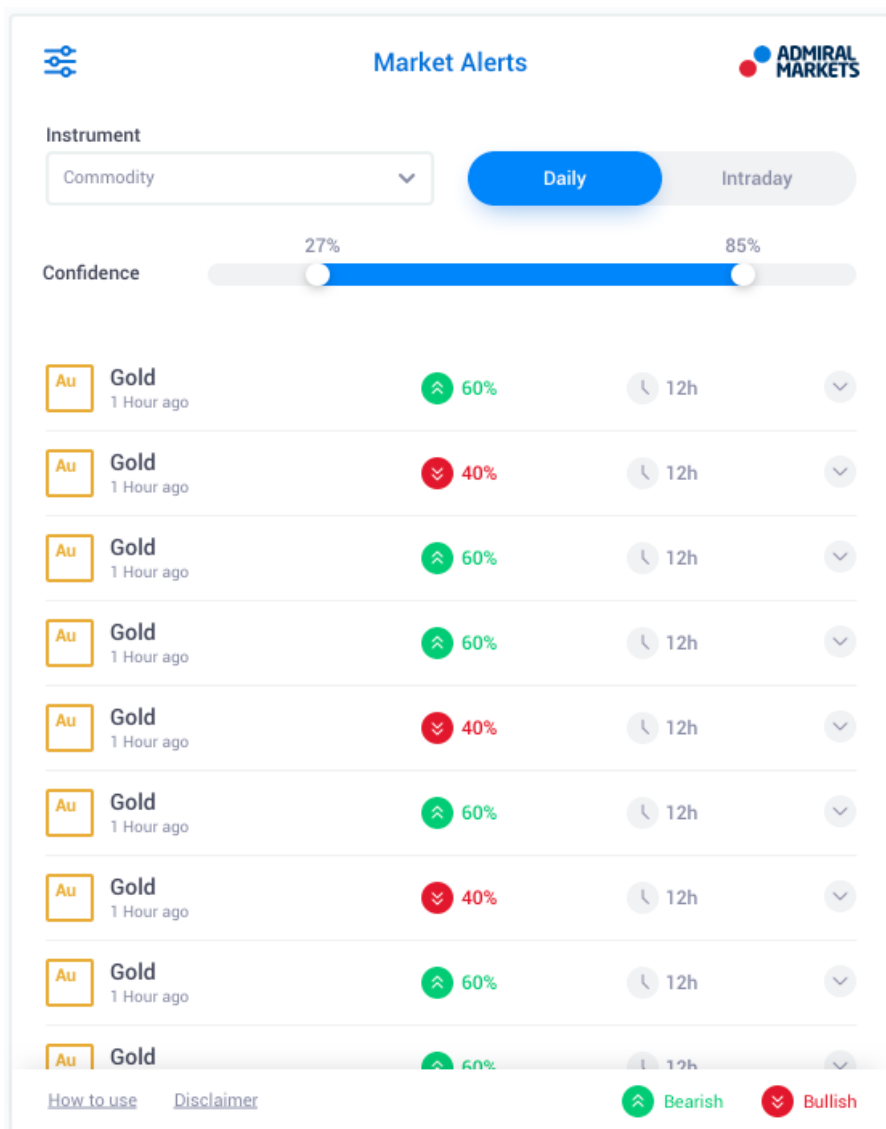 Market Alerts
ADMIRAL
MARKETS
Instrument
Commodity
Daily
Intraday
27%
85%
Confidence
Au Gold 60% 12h
1 Hour ago
Au Gold 40% 12h
1 Hour ago
Au Gold 60% 12h
1 Hour ago
Au Gold 60% 12h
1 Hour ago
Au Gold 40% 12h
1 Hour ago
Au Gold 60% 12h
1 Hour ago
Au Gold 40% 12h
1 Hour ago
Au Gold 60% 12h
1 Hour ago
Au Gold 60% 12h
How to use Disclaimer Bearish Bullish